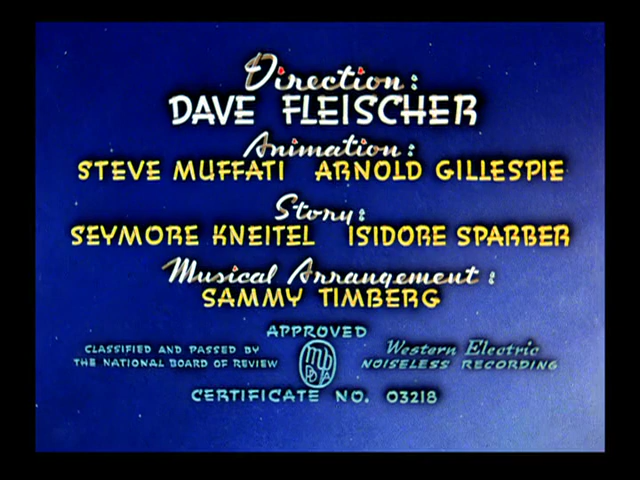 Direction:
DAVE FLEISCHER
Animation:
STEVE MUFFATI ARNOLD GILLESPIE
Story:
SEYMORE KNEITEL ISIDORE SPARBER
Musical Arrangement:
SAMMY TIMBERG
APPROVED
CLASSIFIED AND PASSED BY
THE NATIONAL BOARD OF REVIEW
Western Electric
NOISELESS RECORDING
CERTIFICATE NO. 03218